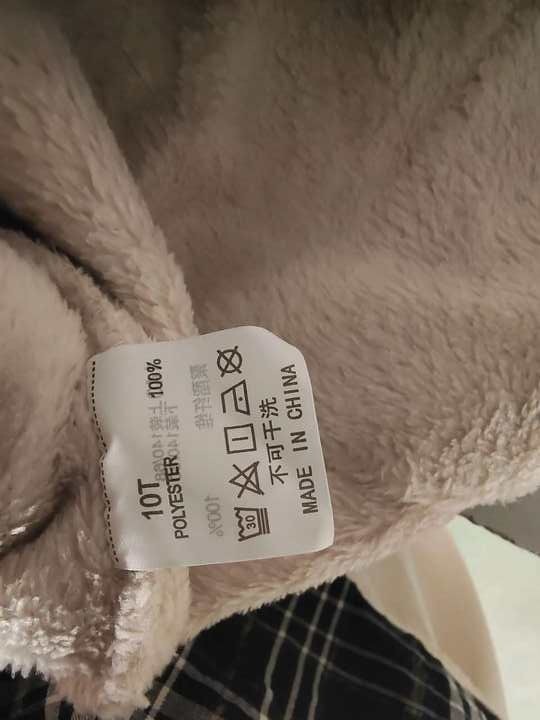 10T
POLYESTER 100%
30
不可干洗
MADE IN CHINA